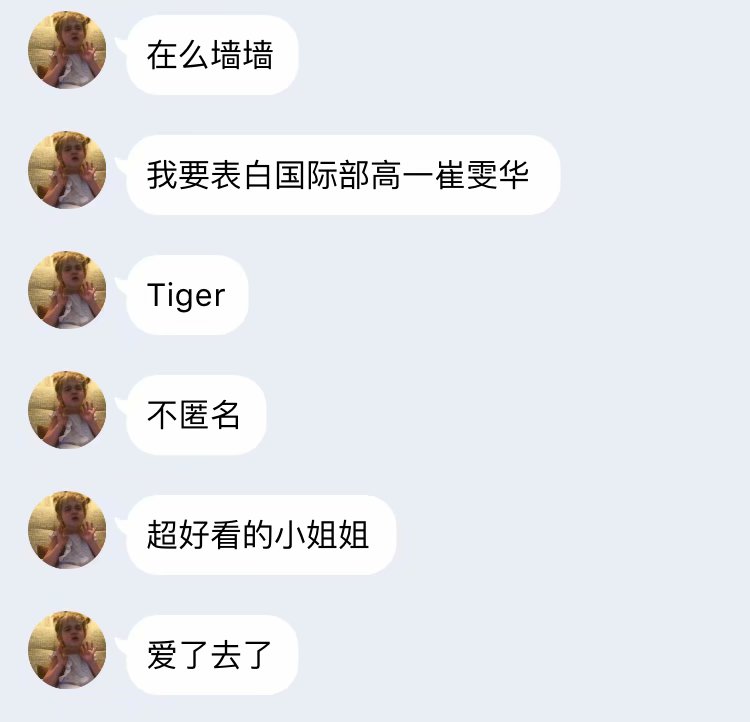 在么墙墙
我要表白国际部高一崔雯华
Tiger
不匿名
超好看的小姐姐
爱了去了